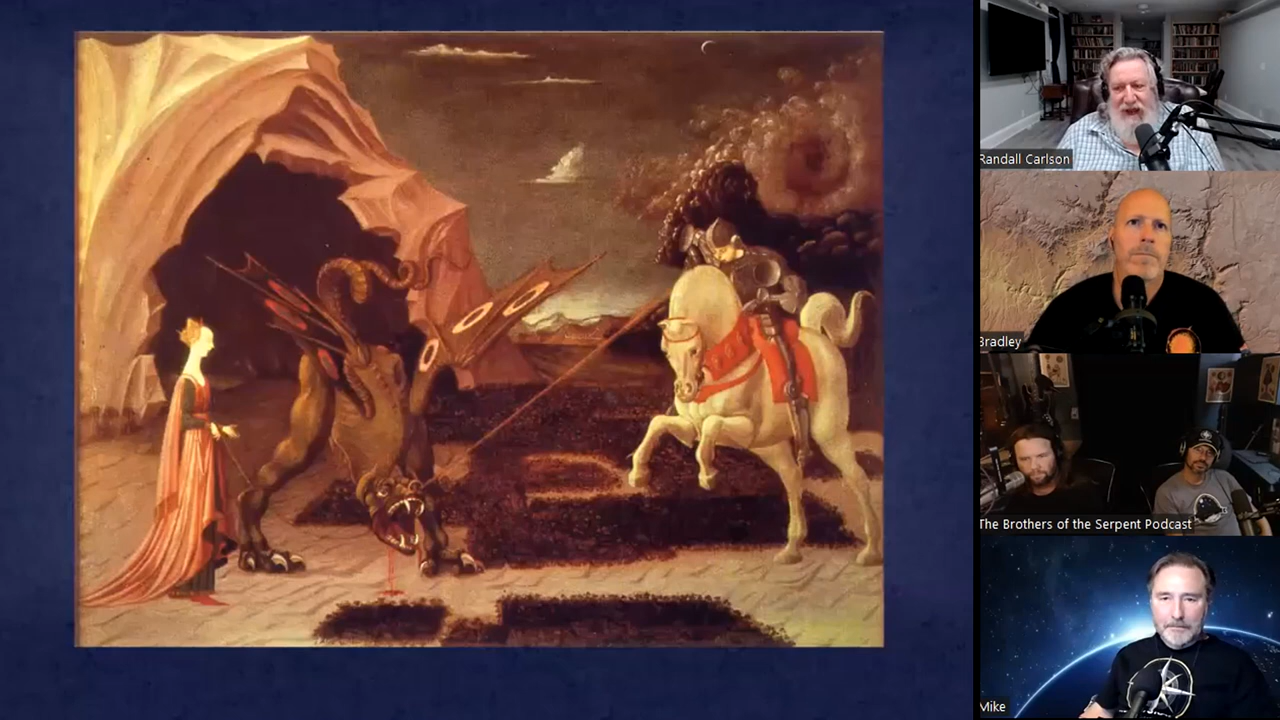 Randall Carlson
Bradley
The Brothers of the Serpent Podcast
Mike